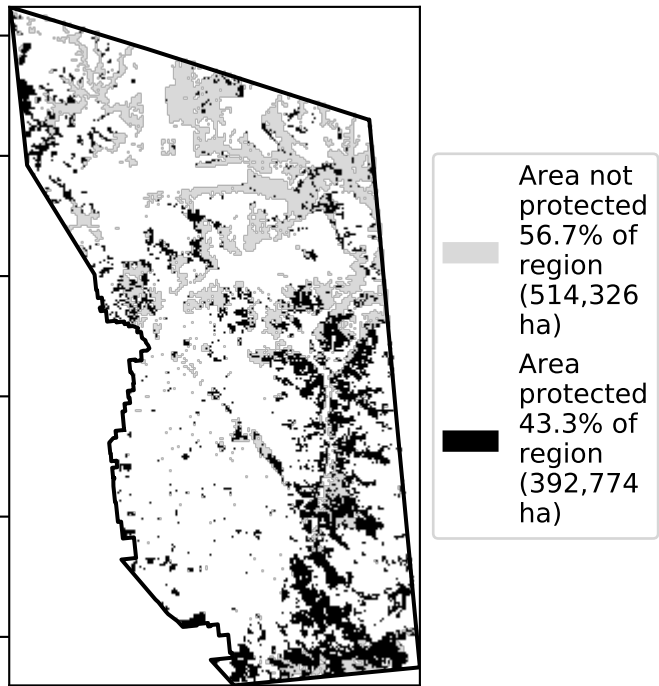 Area not
protected
56.7% of
region
(514,326
ha)
Area
protected
43.3% of
region
(392,774
ha)